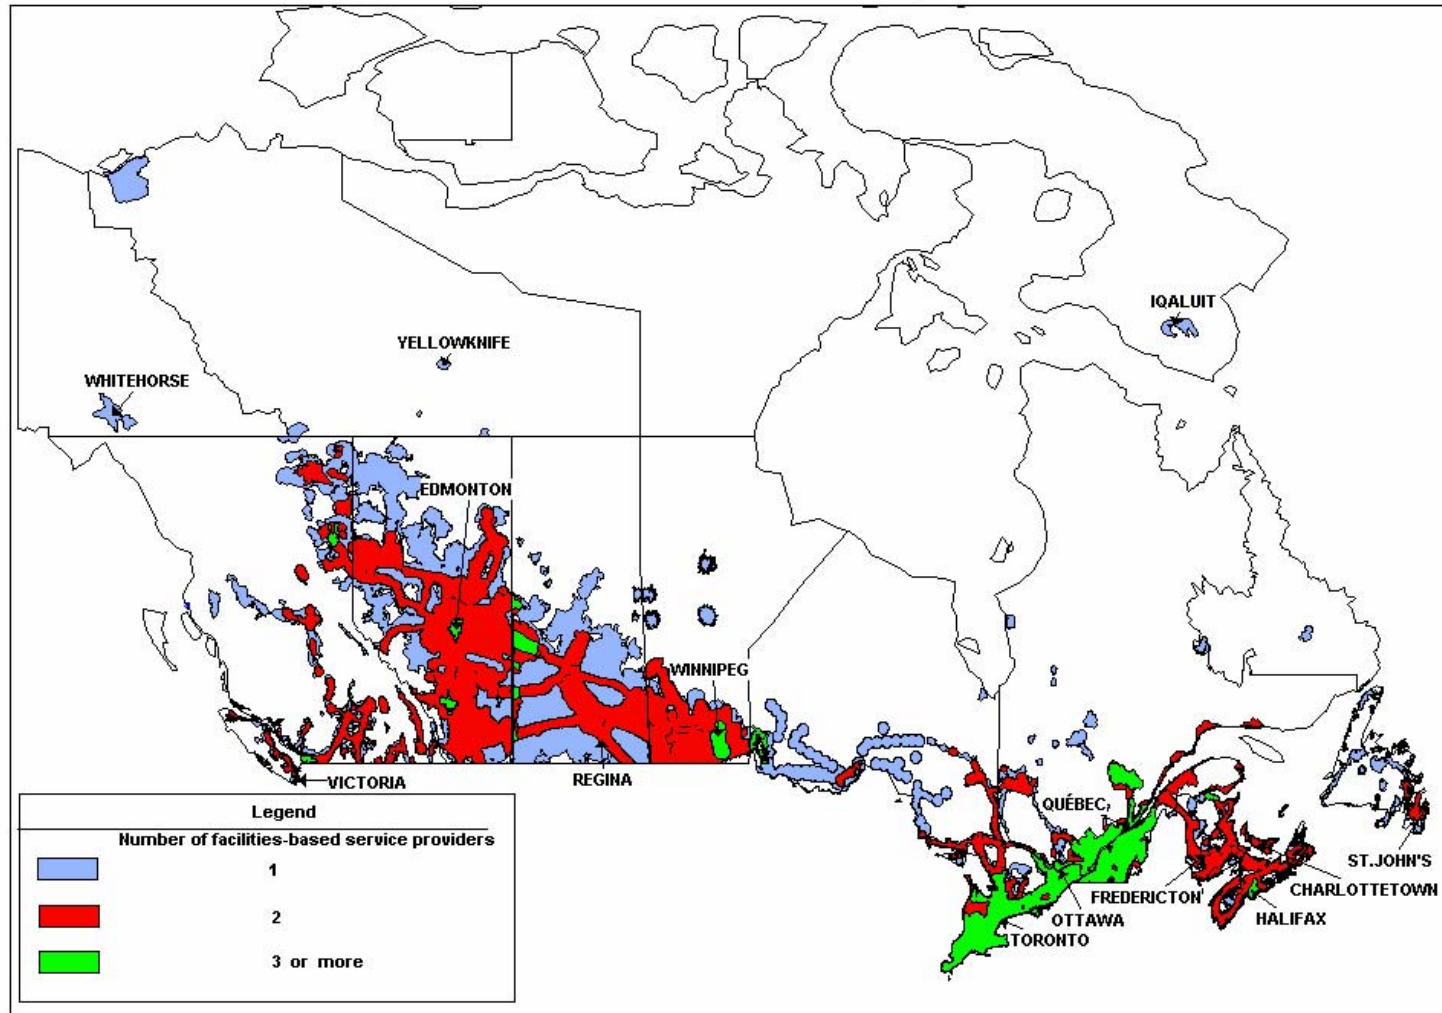 IQALUIT
YELLOWKNIFE
WHITEHORSE
EDMONTON
WINNIPEG
VICTORIA
REGINA
QUÉBEC
ST.JOHN'S
CHARLOTTETOWN
FREDERICTON
HALIFAX
OTTAWA
TORONTO
Legend
Number of facilities-based service providers
1
2
3 or more